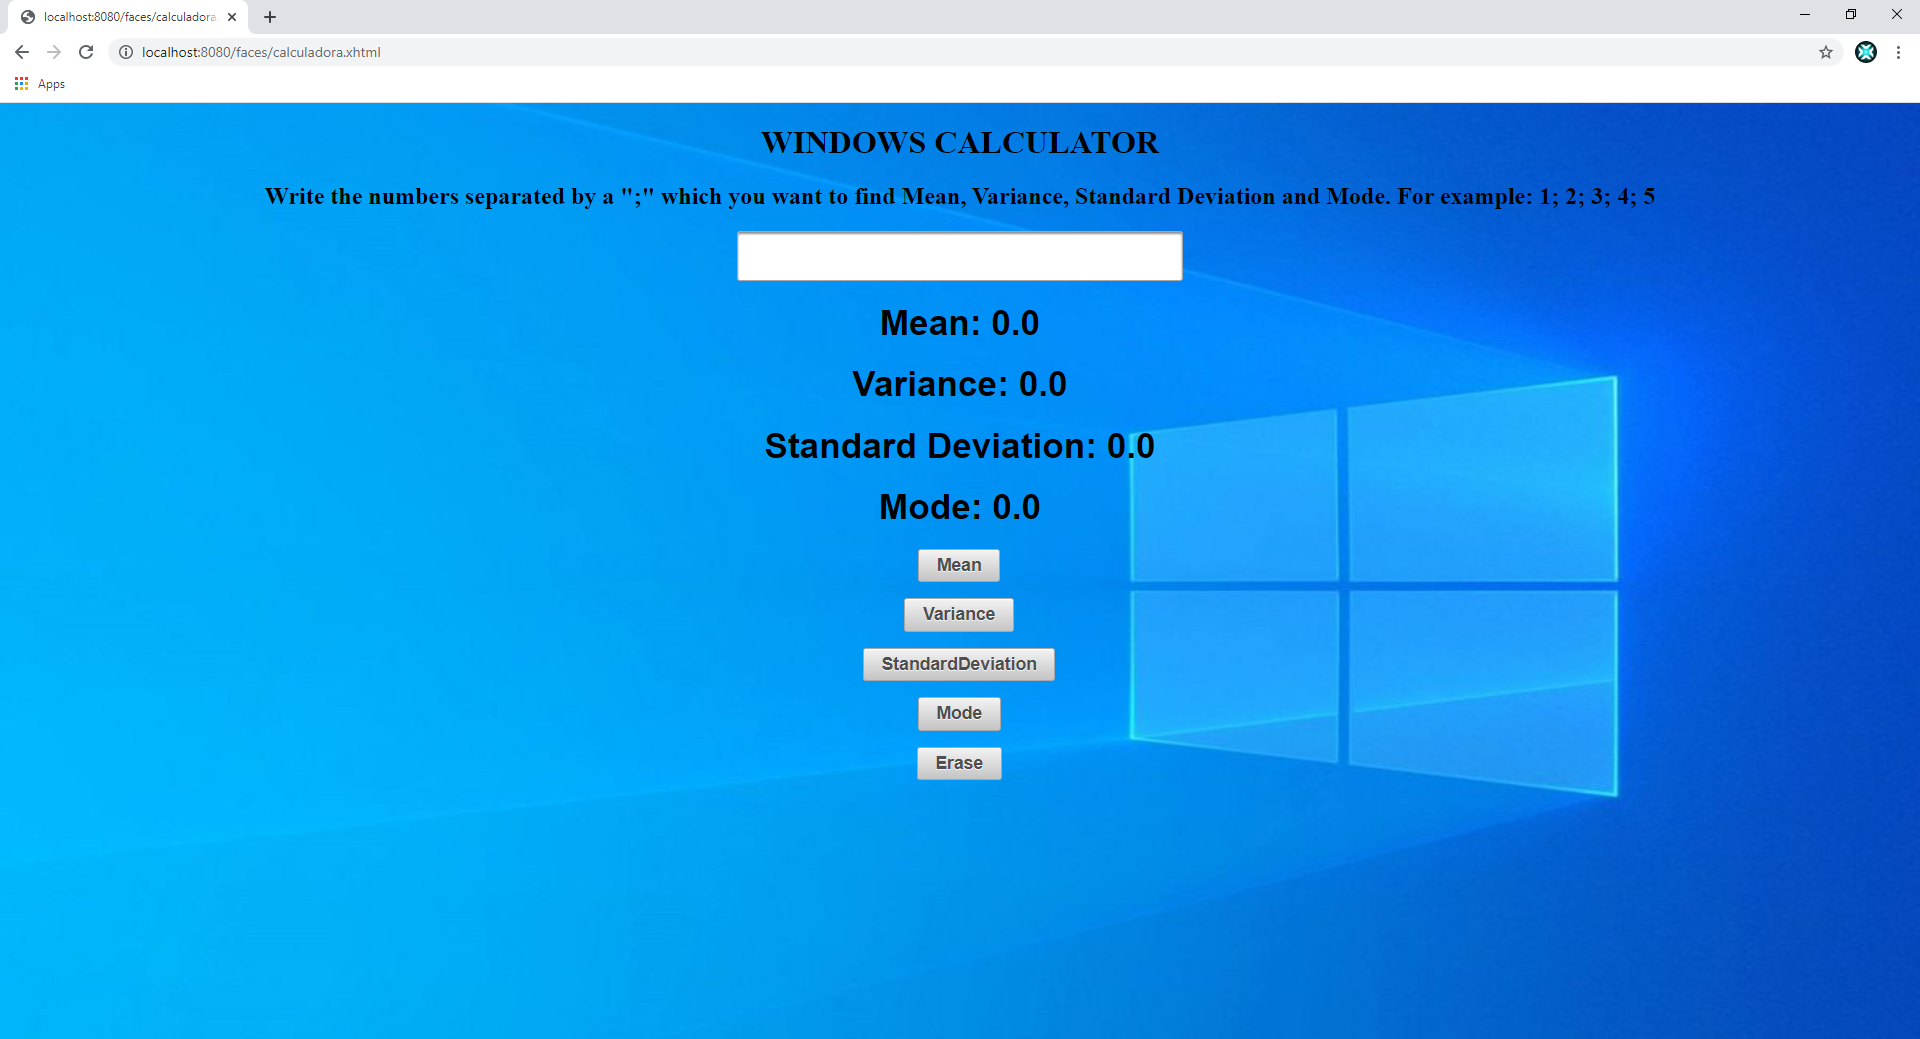 localhost:8080/faces/calculadora
localhost:8080/faces/calculadora.xhtml
Apps
WINDOWS CALCULATOR
Write the numbers separated by a ";" which you want to find Mean, Variance, Standard Deviation and Mode. For example: 1; 2; 3; 4; 5
Mean: 0.0
Variance: 0.0
Standard Deviation: 0.0
Mode: 0.0
Mean
Variance
StandardDeviation
Mode
Erase